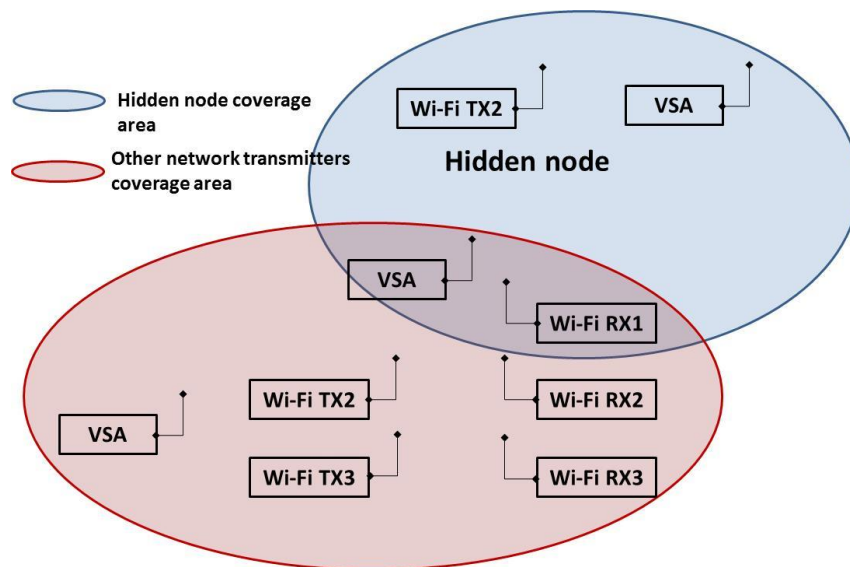 Hidden node coverage
area
Other network transmitters
coverage area
Wi-Fi TX2
VSA
Hidden node
VSA
Wi-Fi RX1
Wi-Fi TX2
Wi-Fi RX2
VSA
Wi-Fi TX3
Wi-Fi RX3